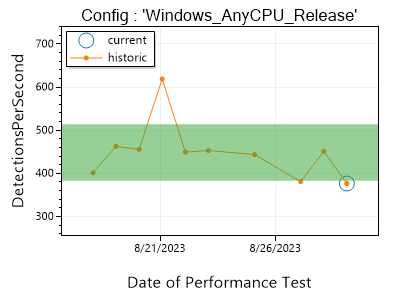 Config : 'Windows_AnyCPU_Release'
DetectionsPerSecond
700
600
500
400
300
current
historic
8/21/2023
8/26/2023
Date of Performance Test